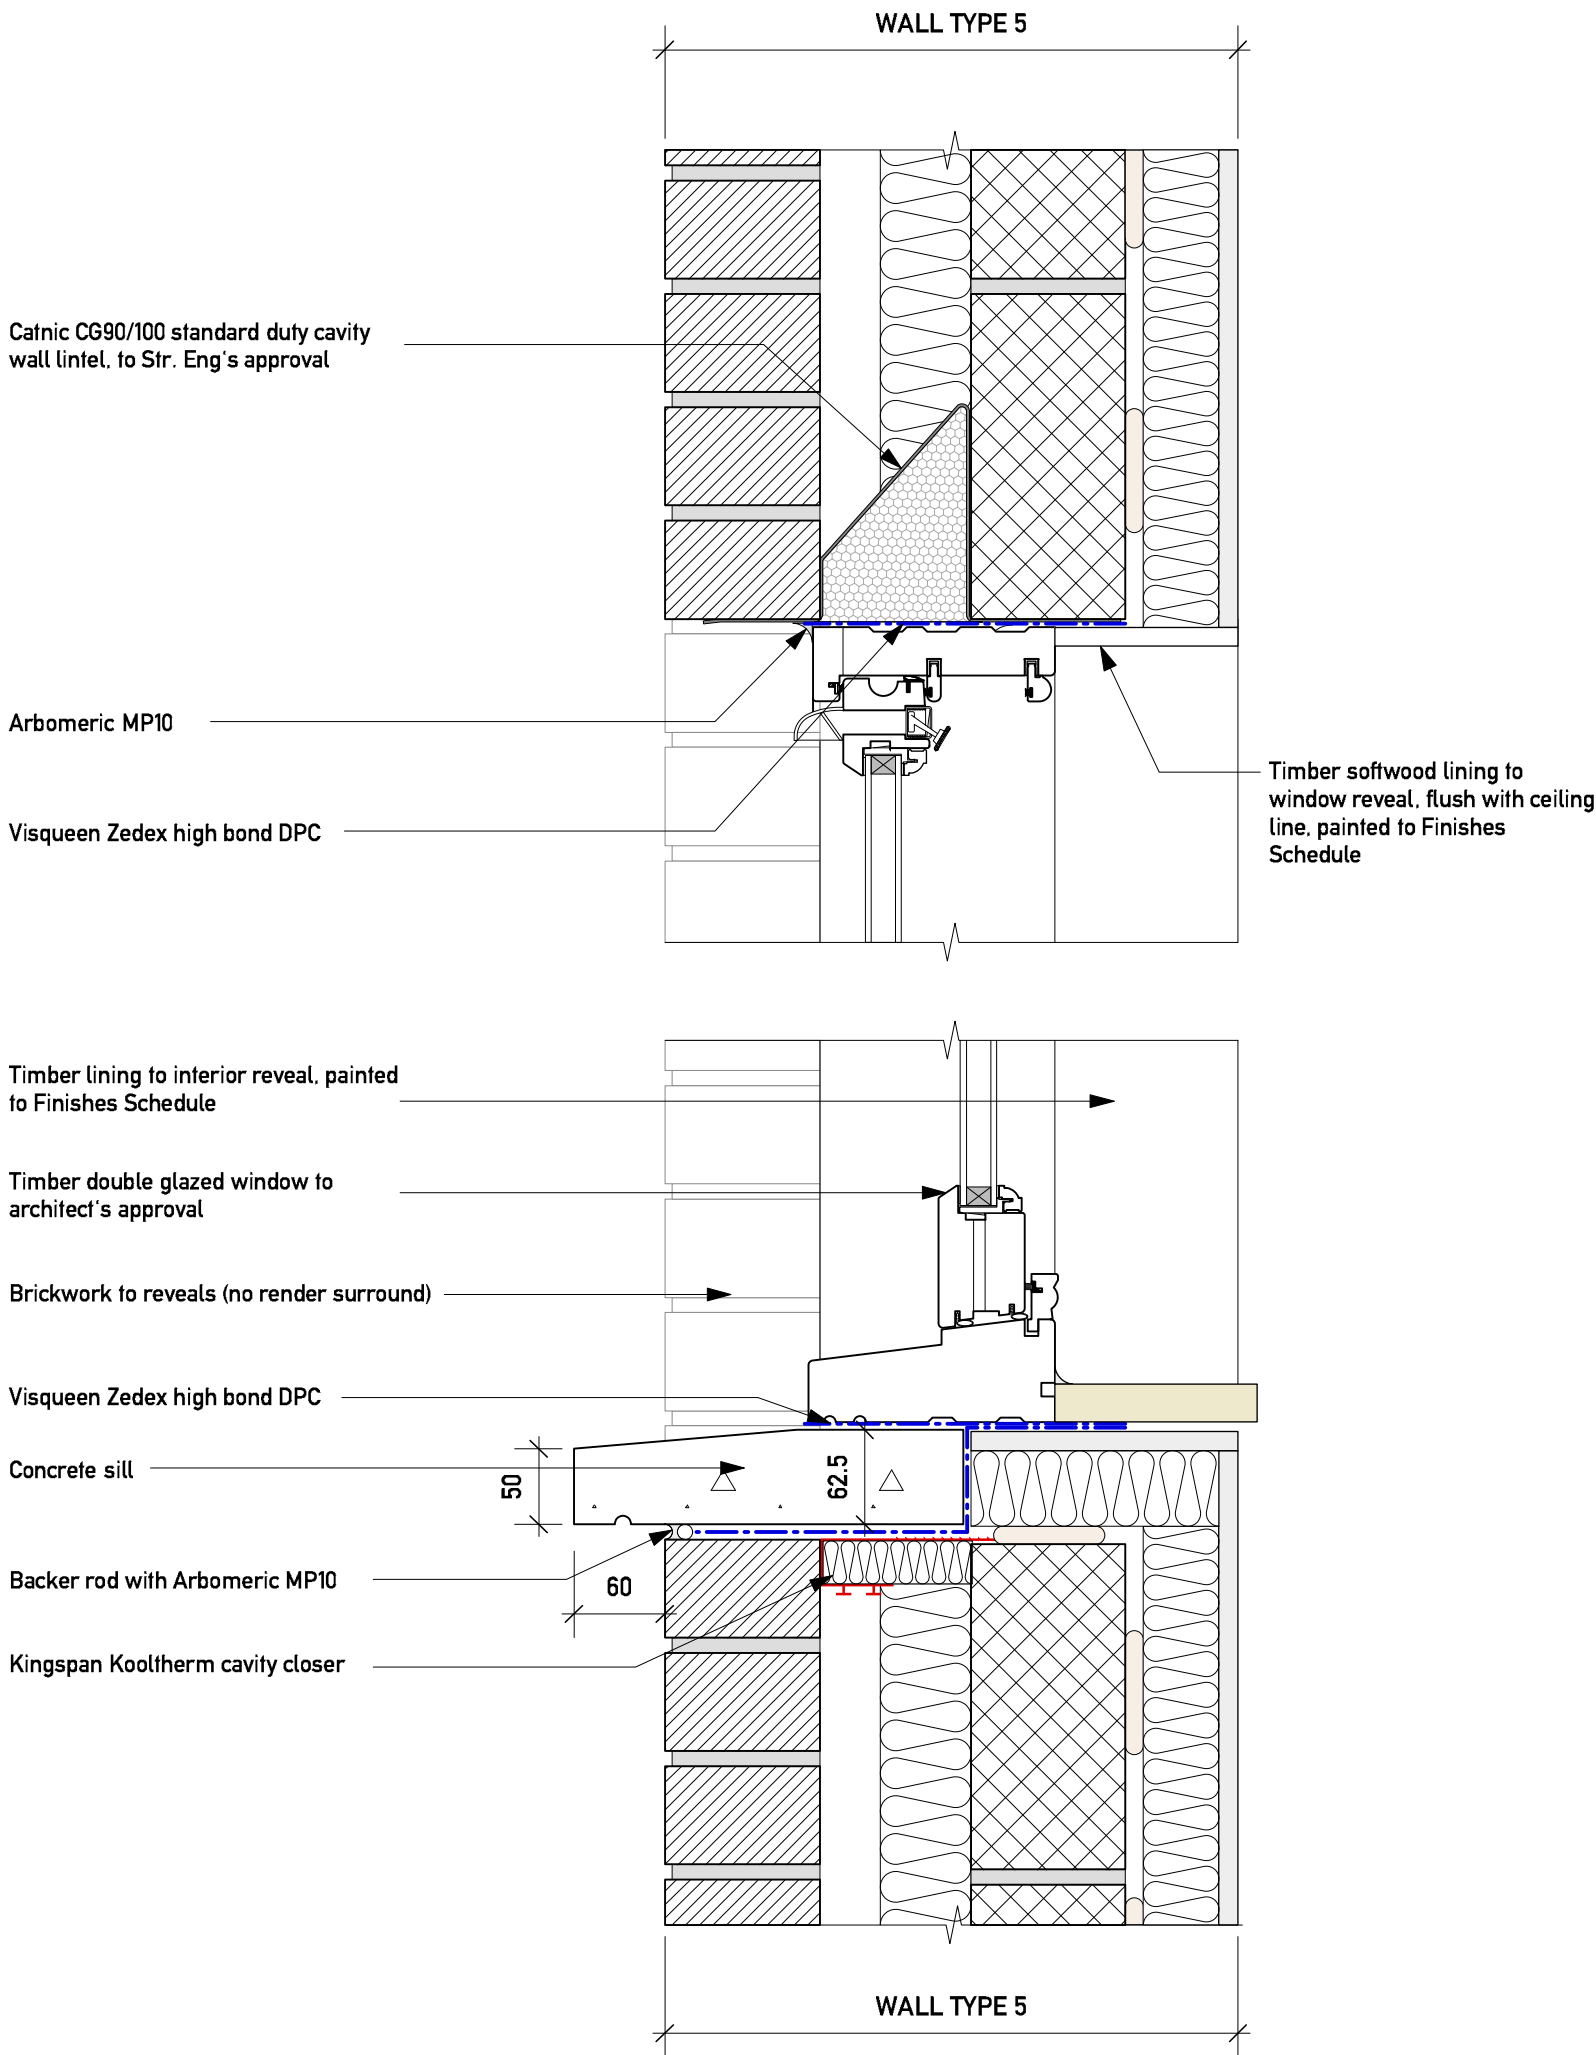 WALL TYPE 5
Catnic CG90/100 standard duty cavity
wall lintel, to Str. Eng's approval
Arbomeric MP10
Timber softwood lining to
window reveal, flush with ceiling
line, painted to Finishes
Schedule
Visqueen Zedex high bond DPC
Timber lining to interior reveal, painted
to Finishes Schedule
Timber double glazed window to
architect's approval
Brickwork to reveals (no render surround)
Visqueen Zedex high bond DPC
Concrete sill
50
62.5
Backer rod with Arbomeric MP10
60
Kingspan Kooltherm cavity closer
WALL TYPE 5